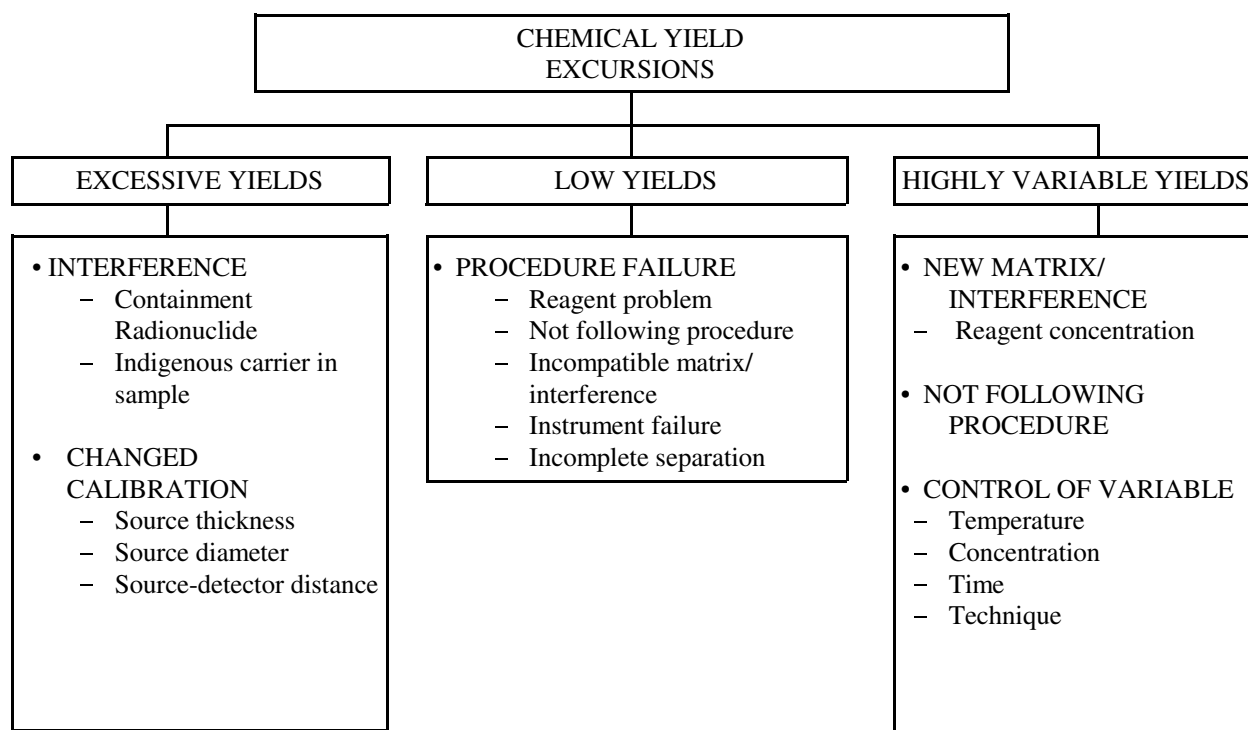 CHEMICAL YIELD
EXCURSIONS
EXCESSIVE YIELDS
• INTERFERENCE
– Containment
Radionuclide
– Indigenous carrier in
sample
• CHANGED
CALIBRATION
– Source thickness
– Source diameter
– Source-detector distance
LOW YIELDS
• PROCEDURE FAILURE
– Reagent problem
– Not following procedure
– Incompatible matrix/
interference
– Instrument failure
– Incomplete separation
HIGHLY VARIABLE YIELDS
• NEW MATRIX/
INTERFERENCE
– Reagent concentration
• NOT FOLLOWING
PROCEDURE
• CONTROL OF VARIABLE
– Temperature
– Concentration
– Time
– Technique